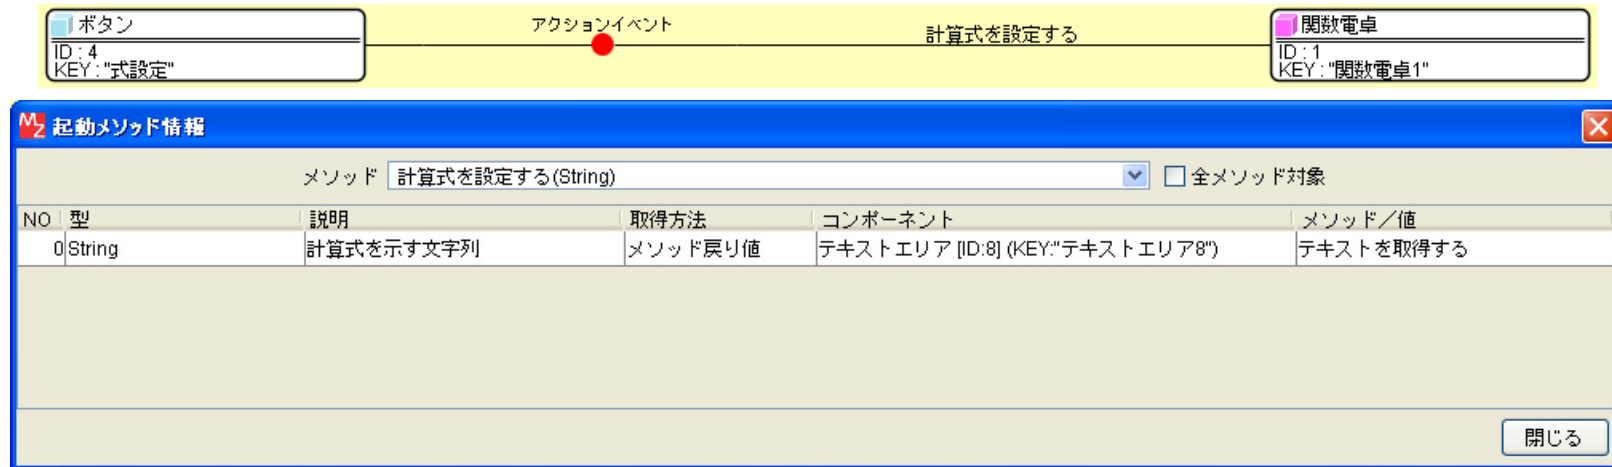 ボタン
ID : 4
KEY : "式設定"
アクションイベント
計算式を設定する
関数電卓
ID : 1
KEY : "関数電卓1"
MZ 起動メソッド情報
メソッド 計算式を設定する(String) 全メソッド対象
NO 型 説明 取得方法 コンポーネント メソッド／値
0 String 計算式を示す文字列 メソッド戻り値 テキストエリア [ID:8] (KEY:"テキストエリア8") テキストを取得する
閉じる